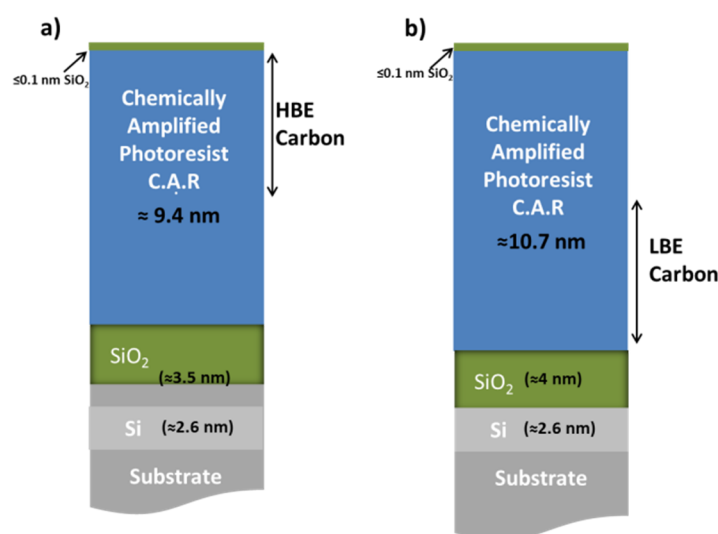 a)
≤0.1 nm SiO₂
Chemically
Amplified
Photoresist
C.A.R
≈ 9.4 nm
HBE
Carbon
SiO₂
(≈3.5 nm)
Si (≈2.6 nm)
Substrate
b)
≤0.1 nm SiO₂
Chemically
Amplified
Photoresist
C.A.R
≈10.7 nm
LBE
Carbon
SiO₂ (≈4 nm)
Si (≈2.6 nm)
Substrate